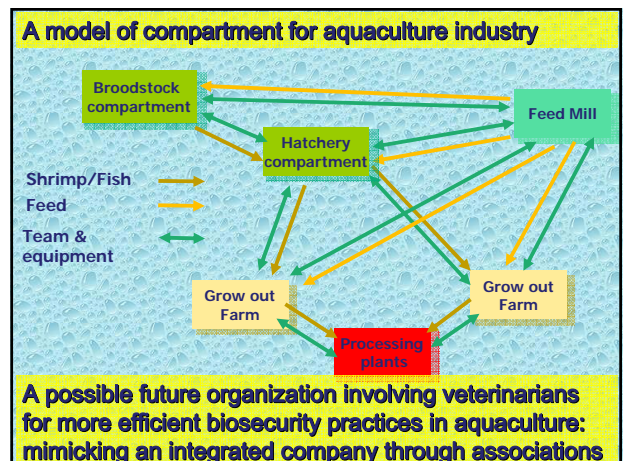 A model of compartment for aquaculture industry
Broodstock
compartment
Feed Mill
Hatchery
compartment
Shrimp/Fish
Feed
Team &
equipment
Grow out
Farm
Grow out
Farm
Processing
plants
A possible future organization involving veterinarians
for more efficient biosecurity practices in aquaculture:
mimicking an integrated company through associations